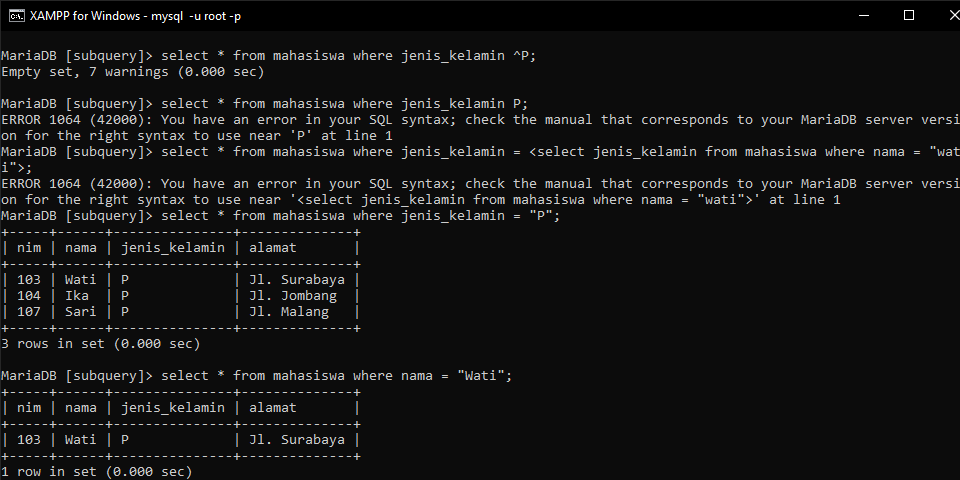 XAMPP for Windows - mysql  -u root -p
MariaDB [subquery]> select * from mahasiswa where jenis_kelamin ^P;
Empty set, 7 warnings (0.000 sec)
MariaDB [subquery]> select * from mahasiswa where jenis_kelamin P;
ERROR 1064 (42000): You have an error in your SQL syntax; check the manual that corresponds to your MariaDB server versi
on for the right syntax to use near 'P' at line 1
MariaDB [subquery]> select * from mahasiswa where jenis_kelamin = <select jenis_kelamin from mahasiswa where nama = "wat
i">;
ERROR 1064 (42000): You have an error in your SQL syntax; check the manual that corresponds to your MariaDB server versi
on for the right syntax to use near '<select jenis_kelamin from mahasiswa where nama = "wati">' at line 1
MariaDB [subquery]> select * from mahasiswa where jenis_kelamin = "P";
+-----+------+---------------+--------------+
| nim | nama | jenis_kelamin | alamat       |
+-----+------+---------------+--------------+
| 103 | Wati | P             | Jl. Surabaya |
| 104 | Ika  | P             | Jl. Jombang  |
| 107 | Sari | P             | Jl. Malang   |
+-----+------+---------------+--------------+
3 rows in set (0.000 sec)
MariaDB [subquery]> select * from mahasiswa where nama = "Wati";
+-----+------+---------------+--------------+
| nim | nama | jenis_kelamin | alamat       |
+-----+------+---------------+--------------+
| 103 | Wati | P             | Jl. Surabaya |
+-----+------+---------------+--------------+
1 row in set (0.000 sec)